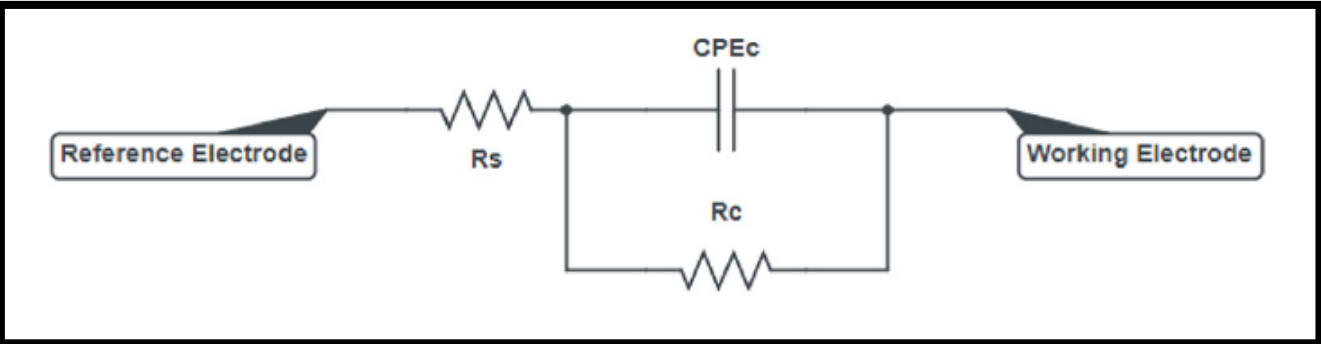 CPEc
Reference Electrode
Rs
Working Electrode
Rc